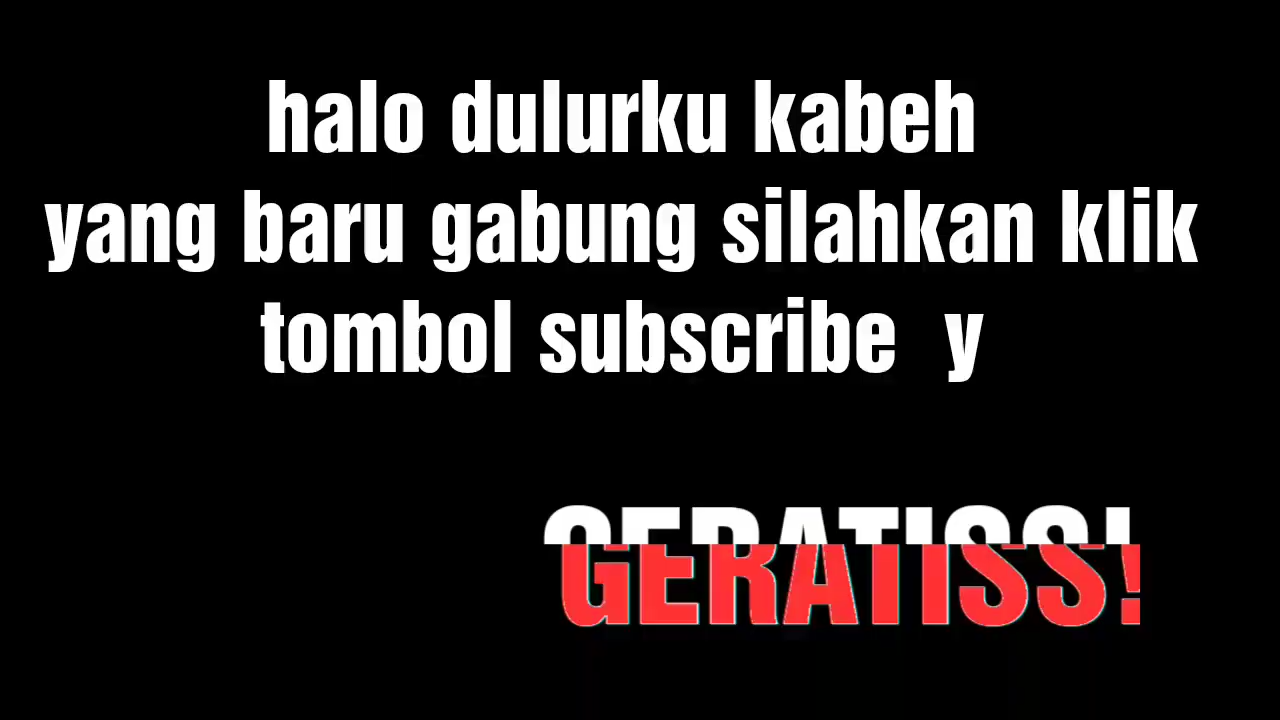 halo dulurku kabeh
yang baru gabung silahkan klik
tombol subscribe y
GERATISS!